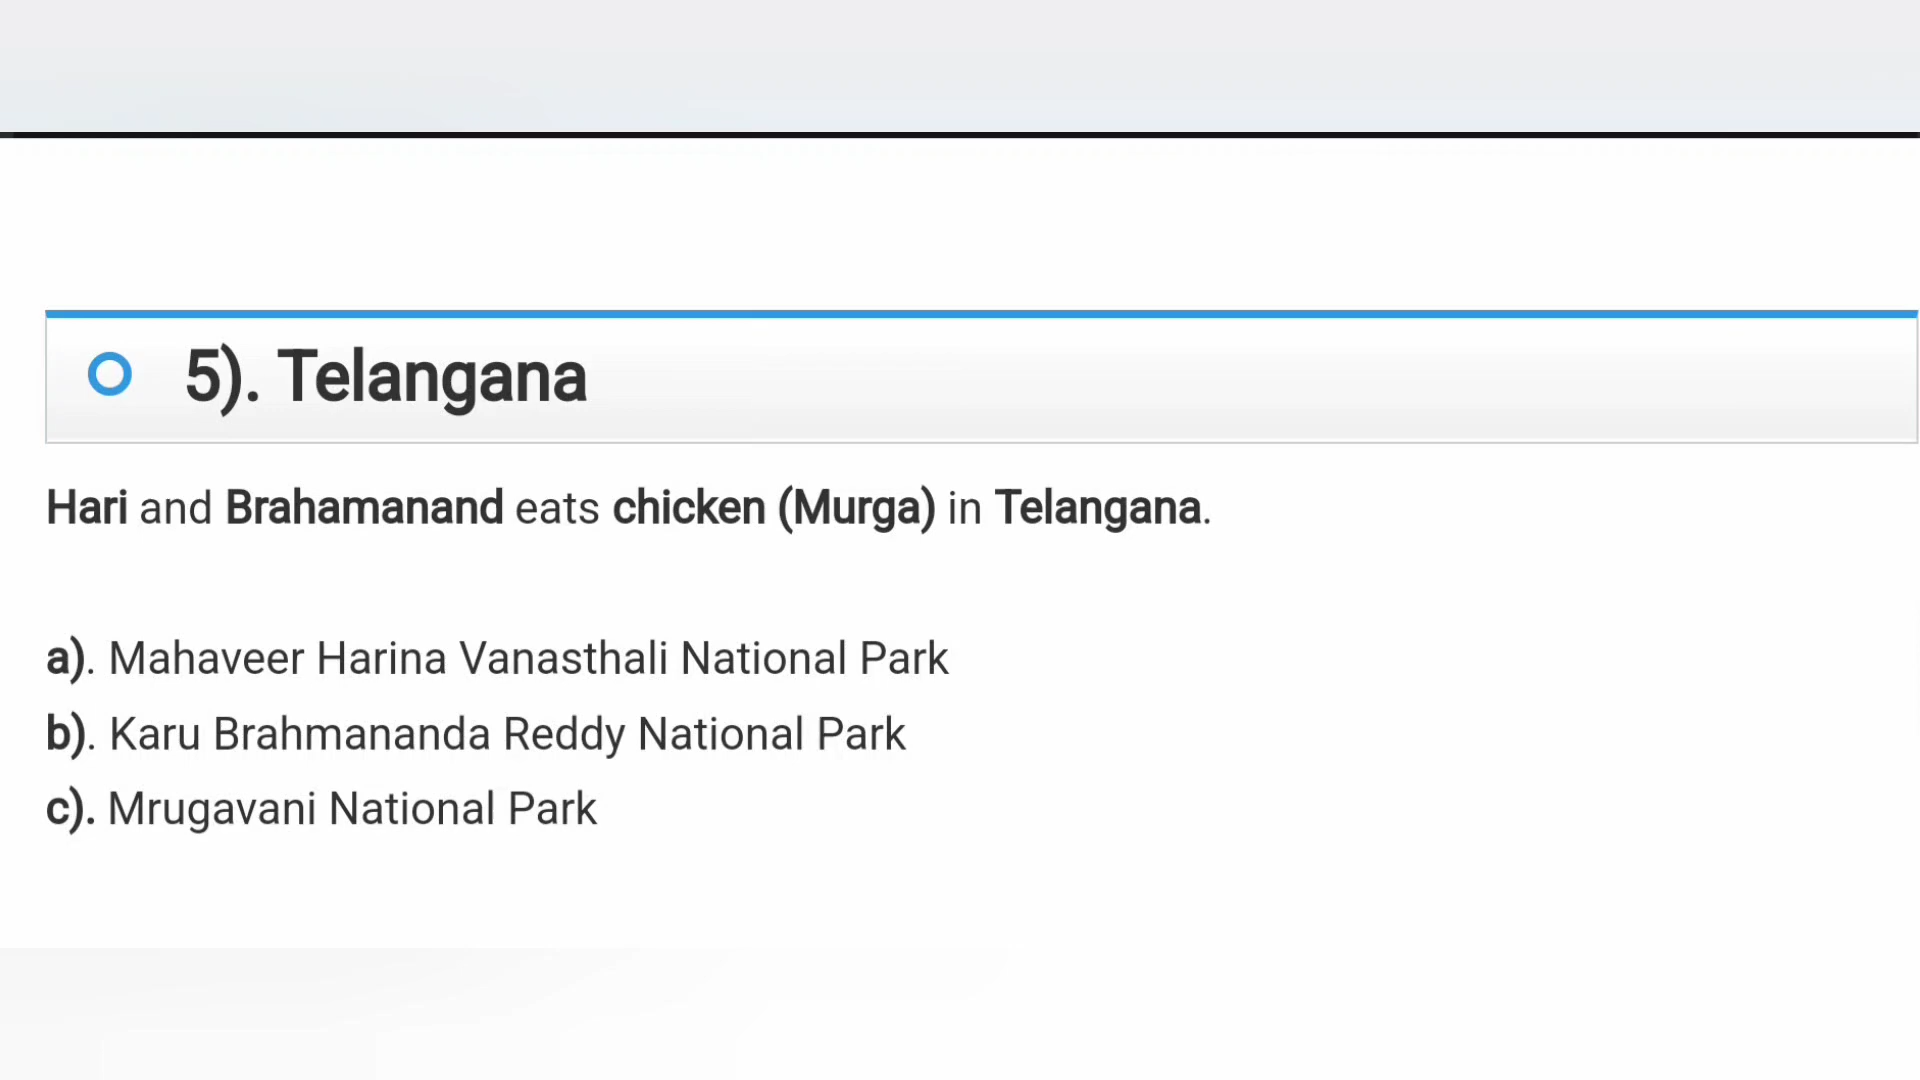 5). Telangana
Hari and Brahamanand eats chicken (Murga) in Telangana.
a). Mahaveer Harina Vanasthali National Park
b). Karu Brahmananda Reddy National Park
c). Mrugavani National Park